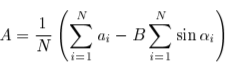 A = \frac{1}{N} \left( \sum_{i=1}^{N} a_i - B \sum_{i=1}^{N} \sin \alpha_i \right)